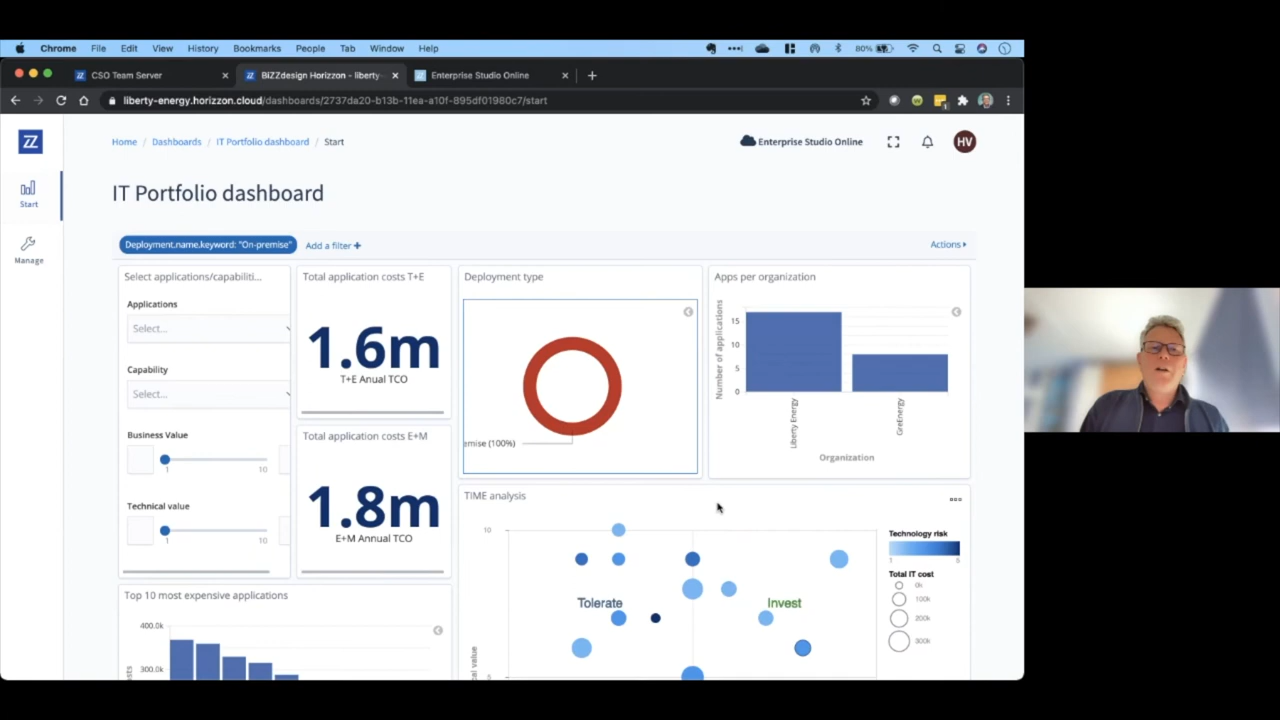 Chrome File Edit View History Bookmarks People Tab Window Help 80%
CSO Team Server BiZZdesign Horizzon - liberty- Enterprise Studio Online
liberty-energy.horizzon.cloud/dashboards/2737da20-b13b-11ea-a10f-895df01980c7/start
Home / Dashboards / IT Portfolio dashboard / Start
Enterprise Studio Online
HV
Start
Manage
IT Portfolio dashboard
Deployment.name.keyword: "On-premise" Add a filter +
Actions
Select applications/capabiliti...
Applications
Select...
Capability
Select...
Business Value
1 10
Technical value
1 10
Total application costs T+E
1.6m
T+E Anual TCO
Total application costs E+M
1.8m
E+M Annual TCO
Deployment type
emise (100%)
Apps per organization
Number of applications
15
10
5
0
Liberty Energy
GreEnergy
Organization
TIME analysis
10
Tolerate
Invest
cal value
Technology risk
1 5
Total IT cost
0k
100k
200k
300k
Top 10 most expensive applications
400.0k
300.0k